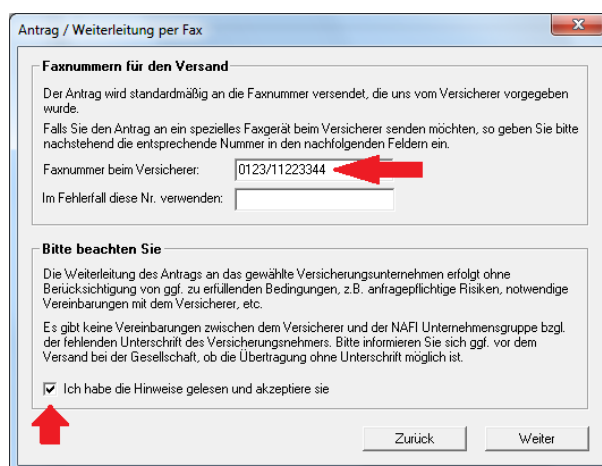 Antrag / Weiterleitung per Fax
Faxnummern für den Versand
Der Antrag wird standardmäßig an die Faxnummer versendet, die uns vom Versicherer vorgegeben
wurde.
Falls Sie den Antrag an ein spezielles Faxgerät beim Versicherer senden möchten, so geben Sie bitte
nachstehend die entsprechende Nummer in den nachfolgenden Feldern ein.
Faxnummer beim Versicherer: 0123/11223344
Im Fehlerfall diese Nr. verwenden:
Bitte beachten Sie
Die Weiterleitung des Antrags an das gewählte Versicherungsunternehmen erfolgt ohne
Berücksichtigung von ggf. zu erfüllenden Bedingungen, z.B. anfragepflichtige Risiken, notwendige
Vereinbarungen mit dem Versicherer, etc.
Es gibt keine Vereinbarungen zwischen dem Versicherer und der NAFI Unternehmensgruppe bzgl.
der fehlenden Unterschrift des Versicherungsnehmers. Bitte informieren Sie sich ggf. vor dem
Versand bei der Gesellschaft, ob die Übertragung ohne Unterschrift möglich ist.
Ich habe die Hinweise gelesen und akzeptiere sie
Zurück Weiter